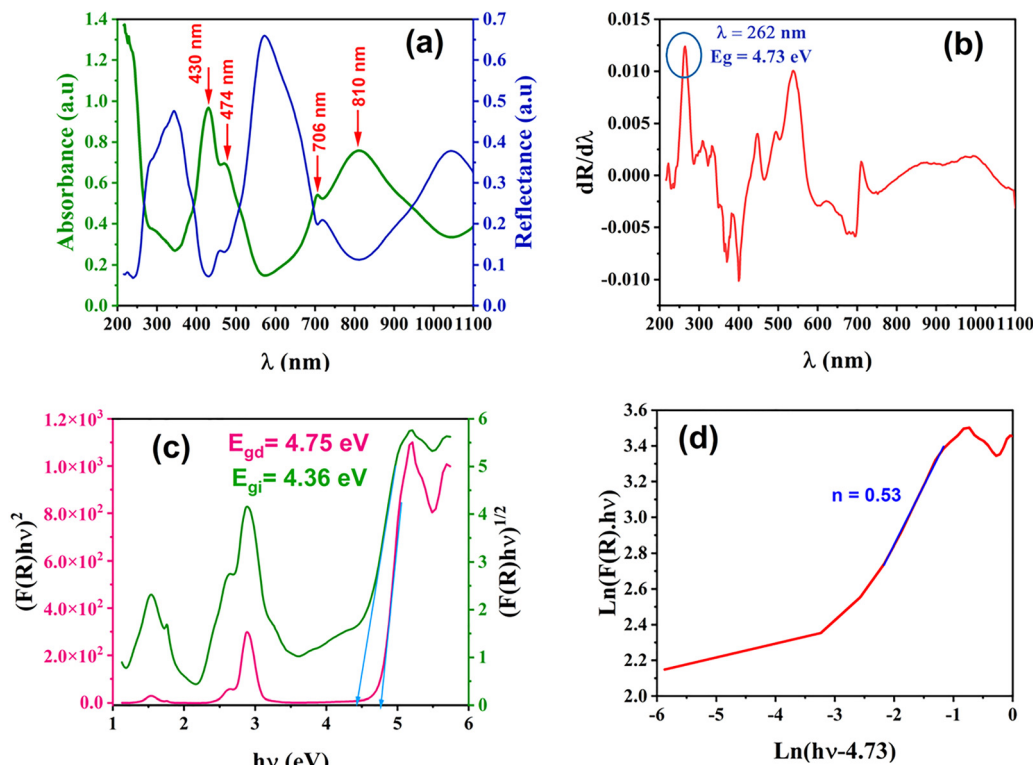 (a)
Absorbance (a.u)
1.4
1.2
1.0
0.8
0.6
0.4
0.2
0.0
430 nm
474 nm
706 nm
810 nm
0.7
0.6
0.5
0.4
0.3
0.2
0.1
0.0
Reflectance (a.u)
200 300 400 500 600 700 800 900 1000 1100
λ (nm)
(b)
λ = 262 nm
Eg = 4.73 eV
dR/dλ
0.015
0.010
0.005
0.000
-0.005
-0.010
200 300 400 500 600 700 800 900 1000 1100
λ (nm)
(c)
E_gd= 4.75 eV
E_gi= 4.36 eV
(F(R)hν)²
1.2×10³
1.0×10³
8.0×10²
6.0×10²
4.0×10²
2.0×10²
0.0
6
5
4
3
2
1
0
(F(R)hν)^1/2
1 2 3 4 5 6
hν (eV)
(d)
n = 0.53
Ln(F(R).hν)
3.6
3.4
3.2
3.0
2.8
2.6
2.4
2.2
2.0
-6 -5 -4 -3 -2 -1 0
Ln(hν-4.73)